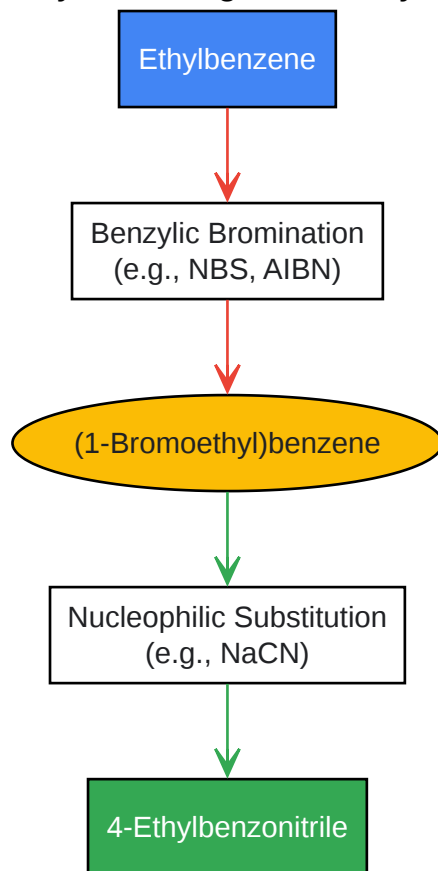 Ethylbenzene
Benzylic Bromination
(e.g., NBS, AIBN)
(1-Bromoethyl)benzene
Nucleophilic Substitution
(e.g., NaCN)
4-Ethylbenzonitrile